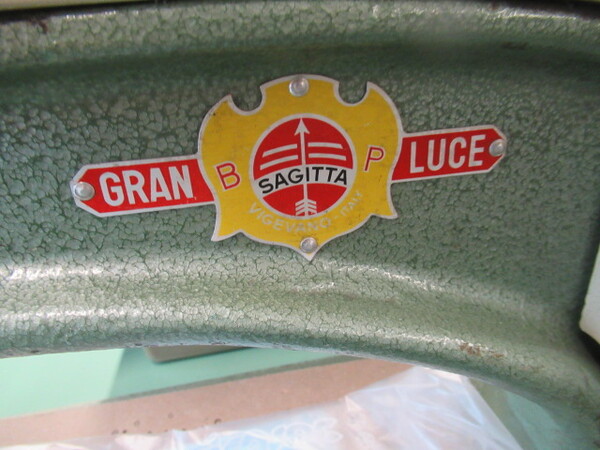 GRAN B SAGITTA P LUCE
VIGEVANO - ITALY